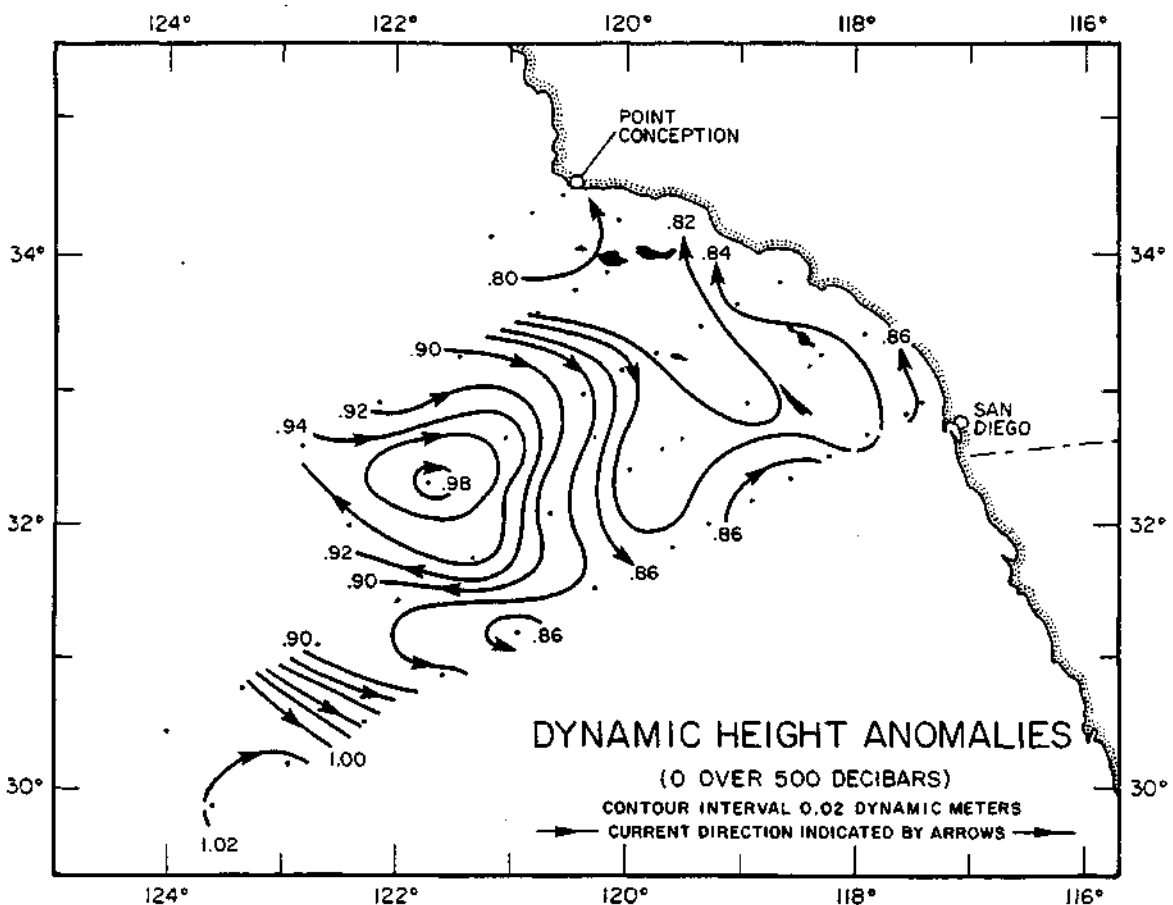 124° 122° 120° 118° 116°
POINT
CONCEPTION
.82
34° .84 34°
.80
.86
.90
.92
SAN
DIEGO
.94
.98
32° .86 32°
.92
.86
.90
.86
.90
DYNAMIC HEIGHT ANOMALIES
1.00
(0 OVER 500 DECIBARS)
30° 30°
CONTOUR INTERVAL 0.02 DYNAMIC METERS
CURRENT DIRECTION INDICATED BY ARROWS
1.02
124° 122° 120° 118° 116°